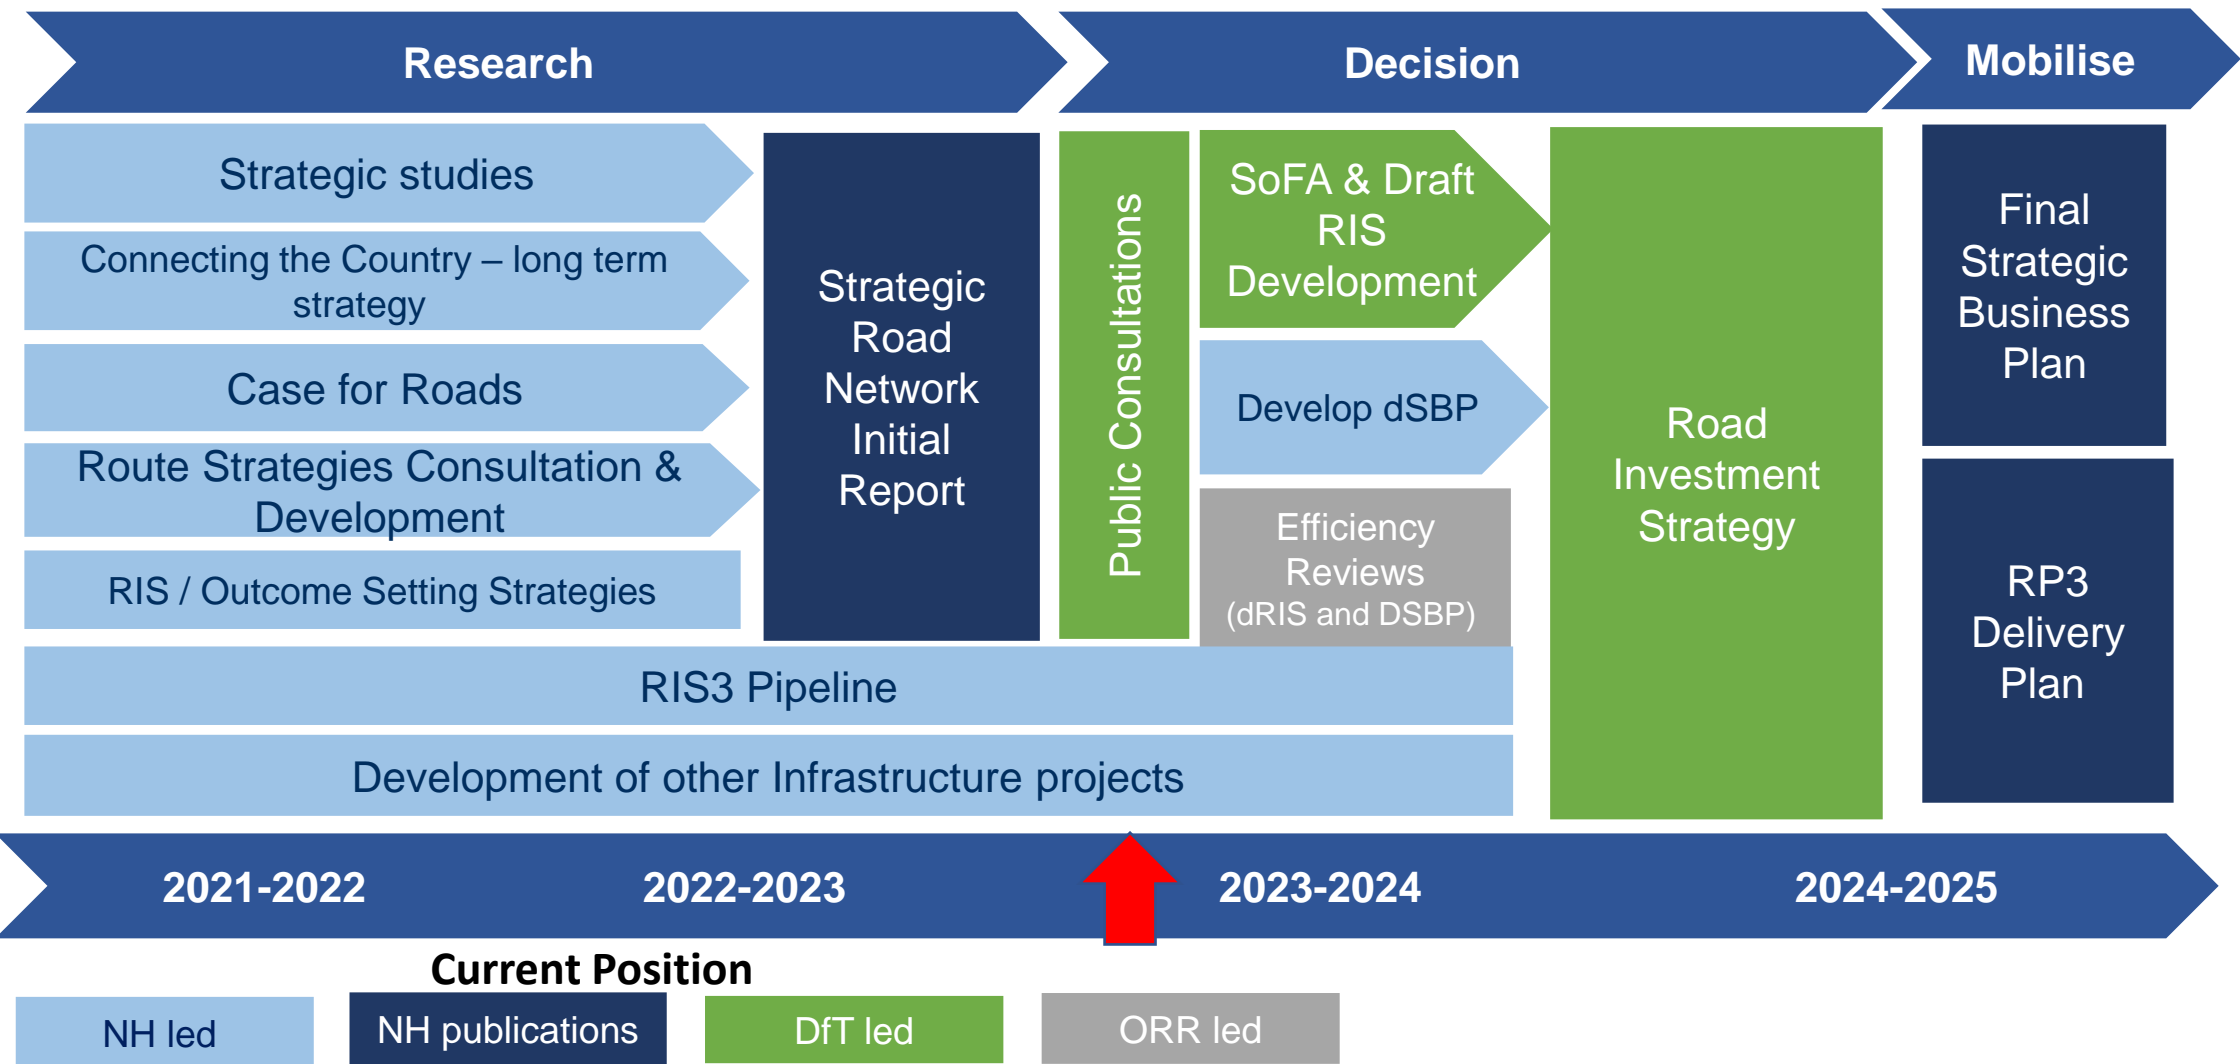 Research
Decision
Mobilise
Strategic studies
Connecting the Country – long term
strategy
Case for Roads
Route Strategies Consultation &
Development
RIS / Outcome Setting Strategies
Strategic
Road
Network
Initial
Report
Public Consultations
SoFA & Draft
RIS
Development
Develop dSBP
Efficiency
Reviews
(dRIS and DSBP)
Road
Investment
Strategy
Final
Strategic
Business
Plan
RP3
Delivery
Plan
RIS3 Pipeline
Development of other Infrastructure projects
2021-2022
2022-2023
2023-2024
2024-2025
Current Position
NH led
NH publications
DfT led
ORR led